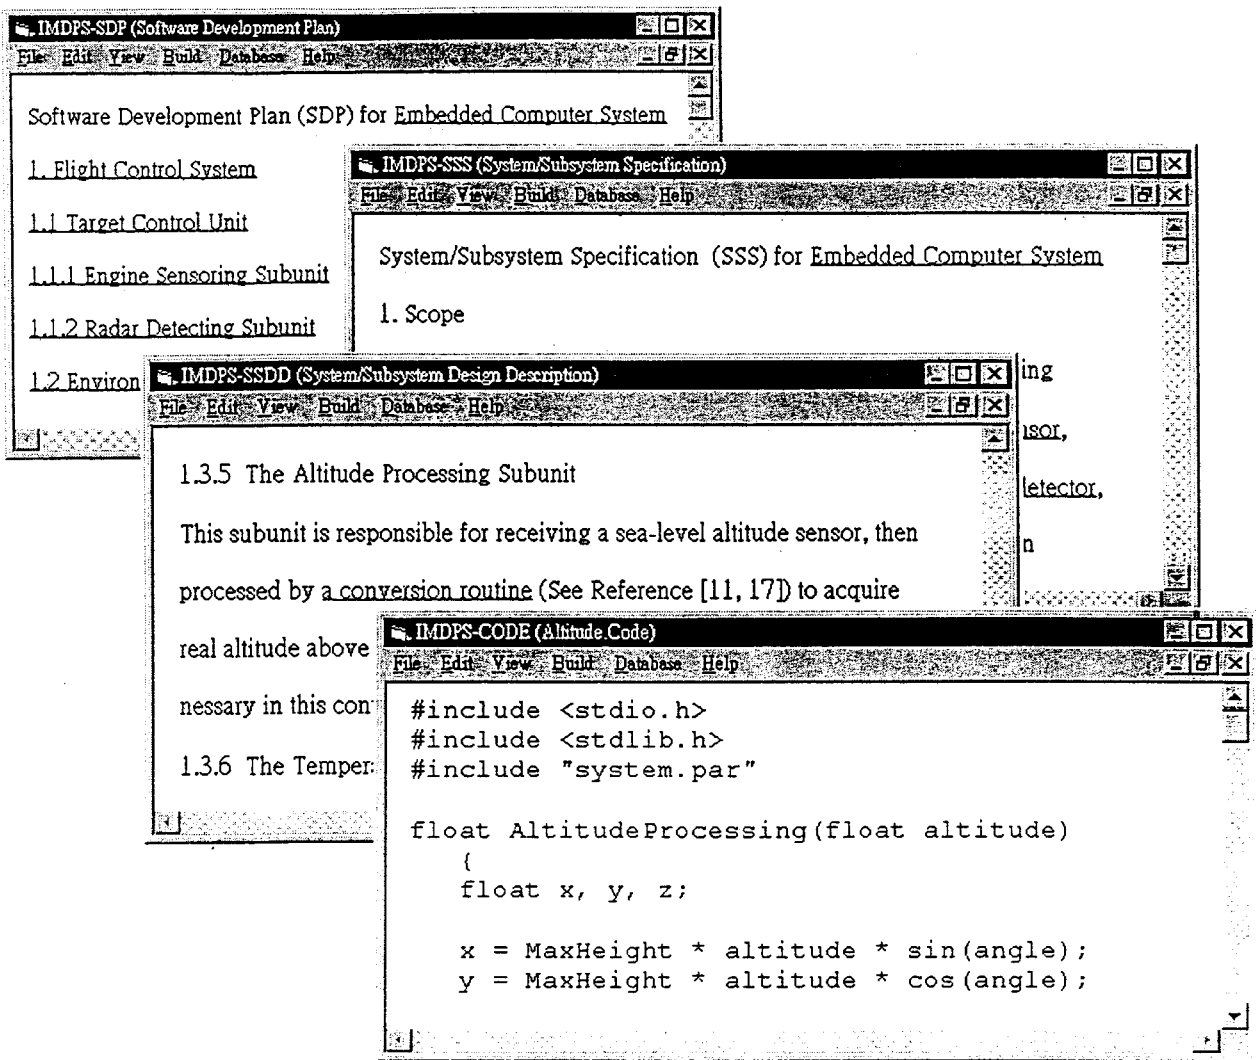 IMDPS-SDP (Software Development Plan)
File Edit View Build Database Help
Software Development Plan (SDP) for Embedded Computer System
1. Flight Control System
1.1 Target Control Unit
1.1.1 Engine Sensoring Subunit
1.1.2 Radar Detecting Subunit
1.2 Environ
IMDPS-SSS (System/Subsystem Specification)
File Edit View Build Database Help
System/Subsystem Specification (SSS) for Embedded Computer System
1. Scope
ing
nsor,
letector,
n
IMDPS-SSDD (System/Subsystem Design Description)
File Edit View Build Database Help
1.3.5 The Altitude Processing Subunit
This subunit is responsible for receiving a sea-level altitude sensor, then
processed by a conversion routine (See Reference [11, 17]) to acquire
real altitude above
nessary in this con
1.3.6 The Temper
IMDPS-CODE (Altitude.Code)
File Edit View Build Database Help
#include <stdio.h>
#include <stdlib.h>
#include "system.par"
float AltitudeProcessing(float altitude)
{
float x, y, z;
x = MaxHeight * altitude * sin(angle);
y = MaxHeight * altitude * cos(angle);